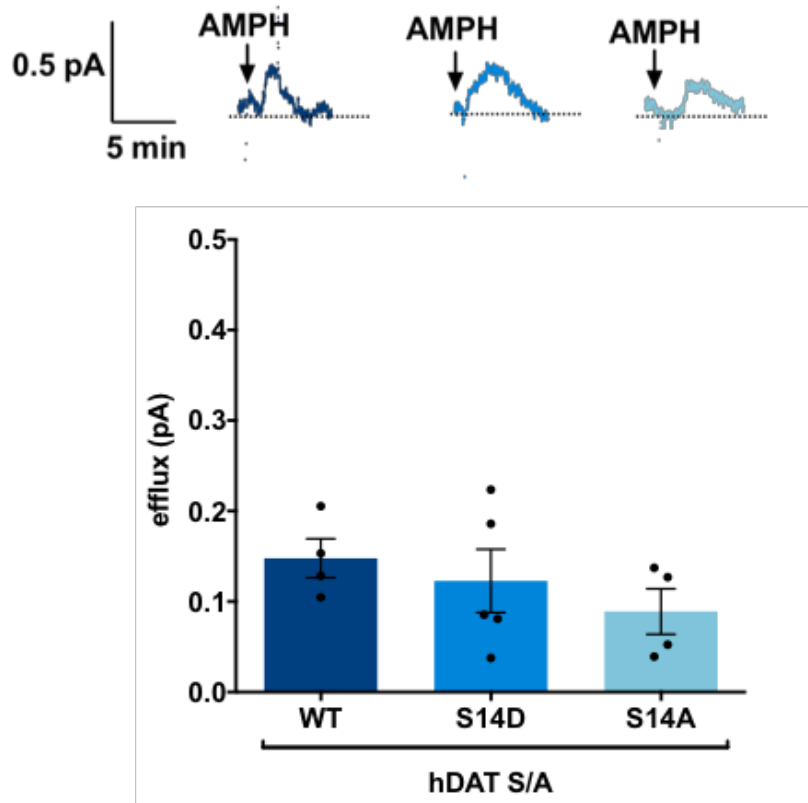 AMPH AMPH AMPH
0.5 pA
5 min
0.5
0.4
0.3
0.2
0.1
0.0
efflux (pA)
WT S14D S14A
hDAT S/A